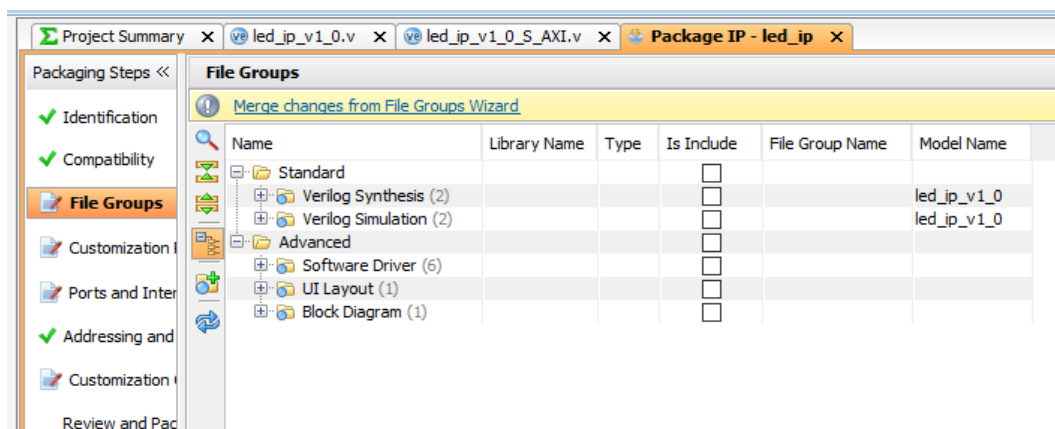 Project Summary X led_ip_v1_0.v X led_ip_v1_0_S_AXI.v X Package IP - led_ip X
Packaging Steps «
File Groups
Merge changes from File Groups Wizard
Identification
Compatibility
File Groups
Customization
Ports and Inter
Addressing and
Customization
Review and Pac
Name Library Name Type Is Include File Group Name Model Name
Standard
Verilog Synthesis (2) led_ip_v1_0
Verilog Simulation (2) led_ip_v1_0
Advanced
Software Driver (6)
UI Layout (1)
Block Diagram (1)